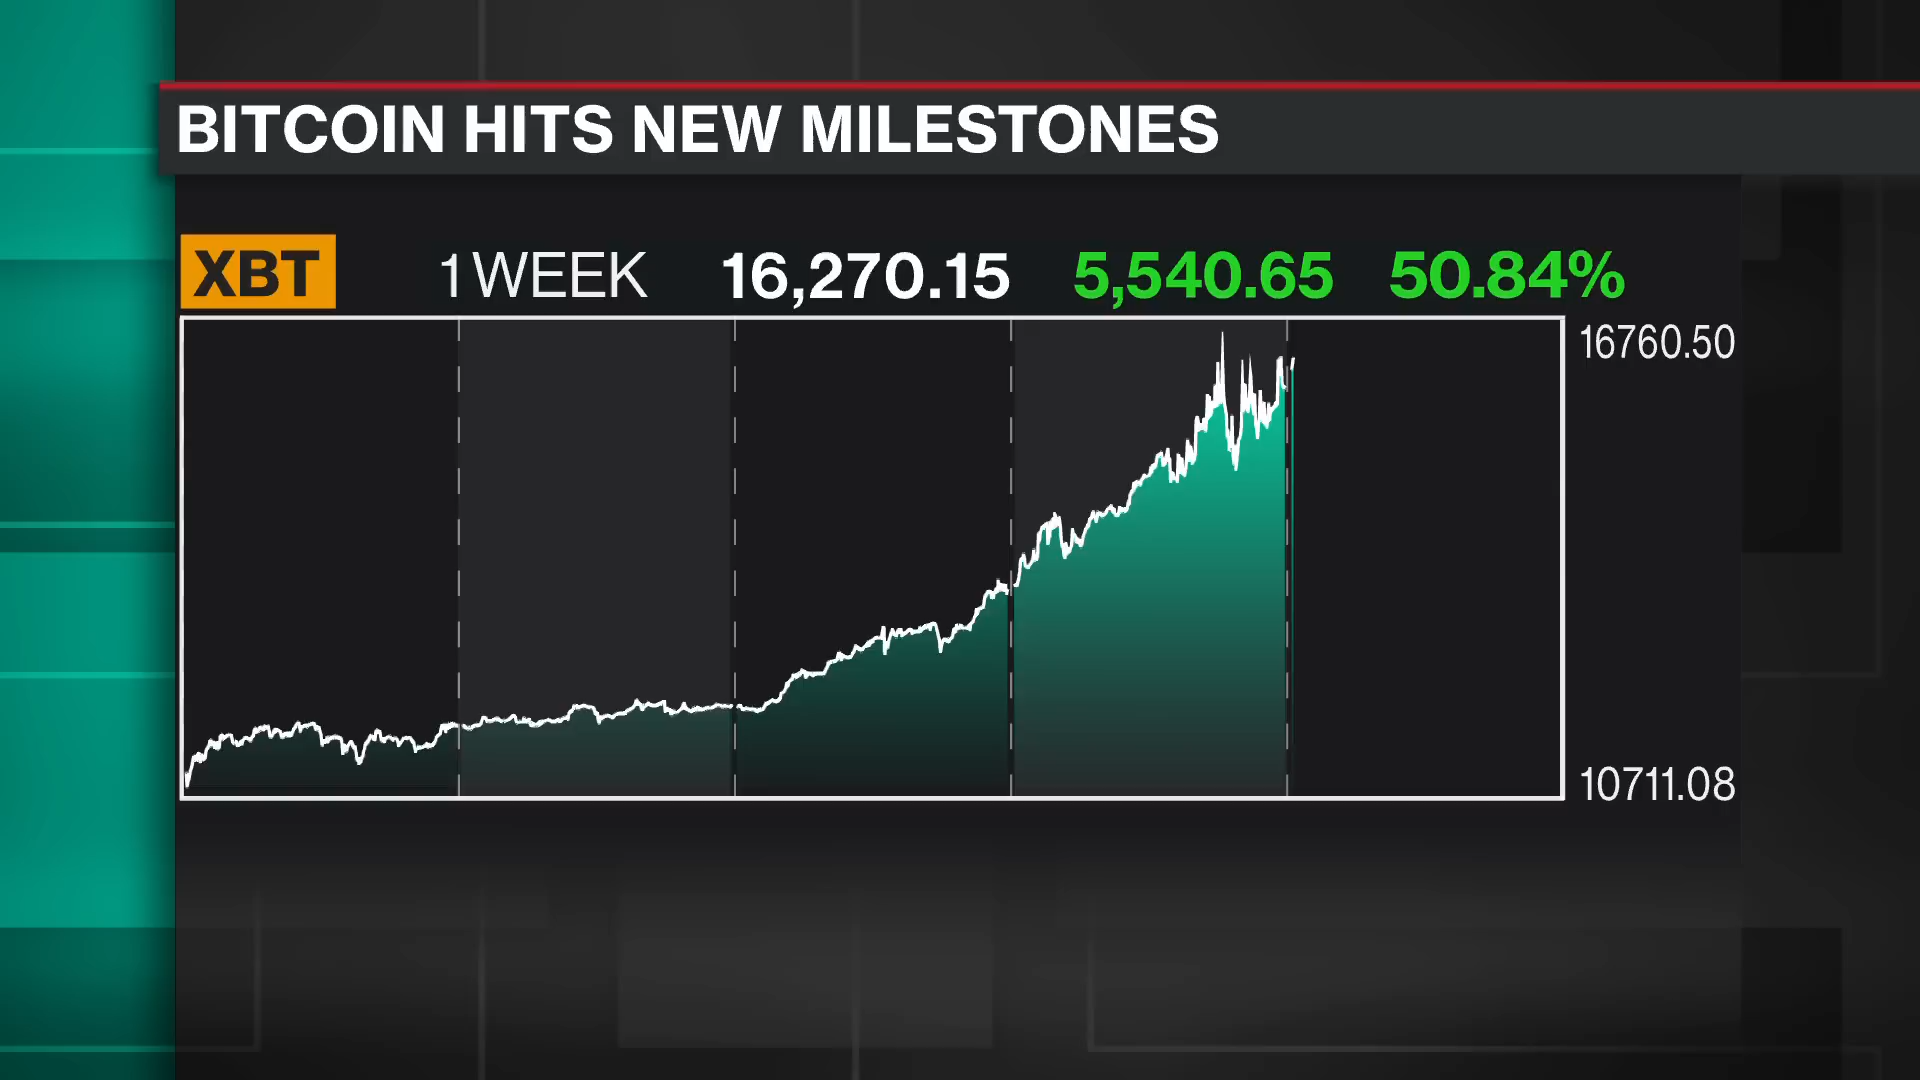 BITCOIN HITS NEW MILESTONES
XBT 1 WEEK 16,270.15 5,540.65 50.84%
16760.50
10711.08